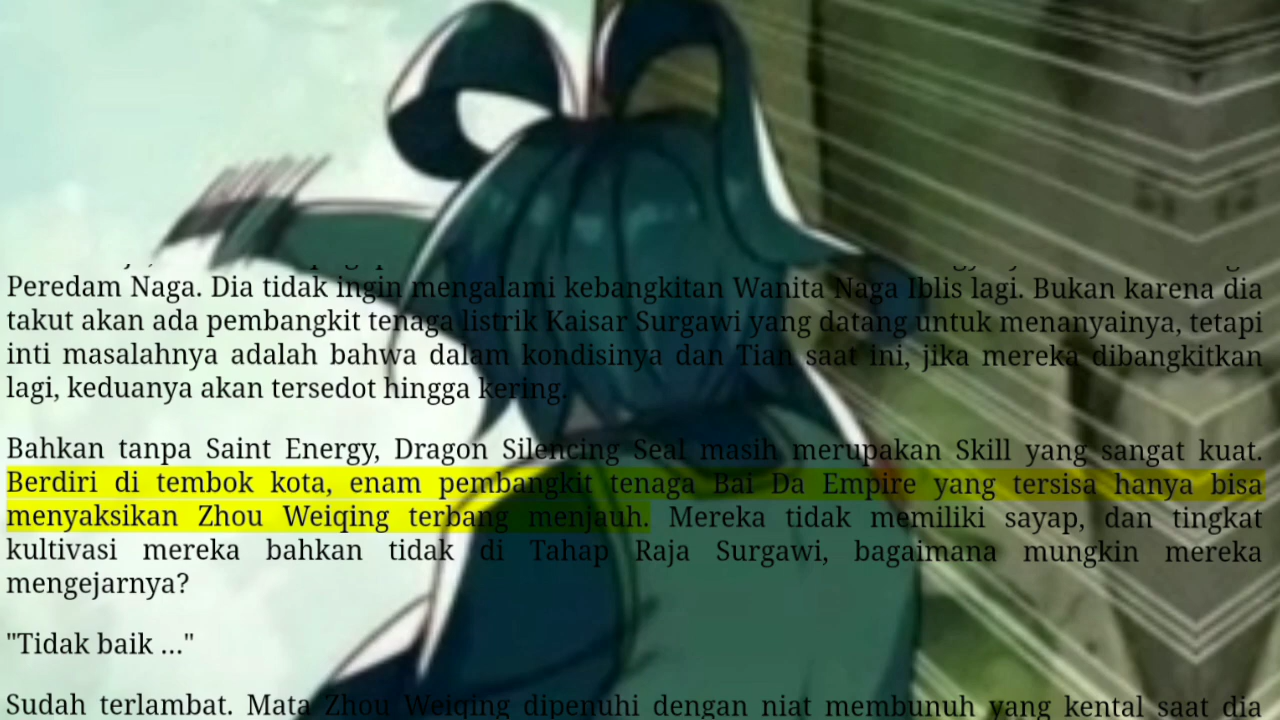 Peredam Naga. Dia tidak ingin mengalami kebangkitan Wanita Naga Iblis lagi. Bukan karena dia
takut akan ada pembangkit tenaga listrik Kaisar Surgawi yang datang untuk menanyainya, tetapi
inti masalahnya adalah bahwa dalam kondisinya dan Tian saat ini, jika mereka dibangkitkan
lagi, keduanya akan tersedot hingga kering.
Bahkan tanpa Saint Energy, Dragon Silencing Seal masih merupakan Skill yang sangat kuat.
Berdiri di tembok kota, enam pembangkit tenaga Bai Da Empire yang tersisa hanya bisa
menyaksikan Zhou Weiqing terbang menjauh. Mereka tidak memiliki sayap, dan tingkat
kultivasi mereka bahkan tidak di Tahap Raja Surgawi, bagaimana mungkin mereka
mengejarnya?
"Tidak baik ..."
Sudah terlambat. Mata Zhou Weiqing dipenuhi dengan niat membunuh yang kental saat dia